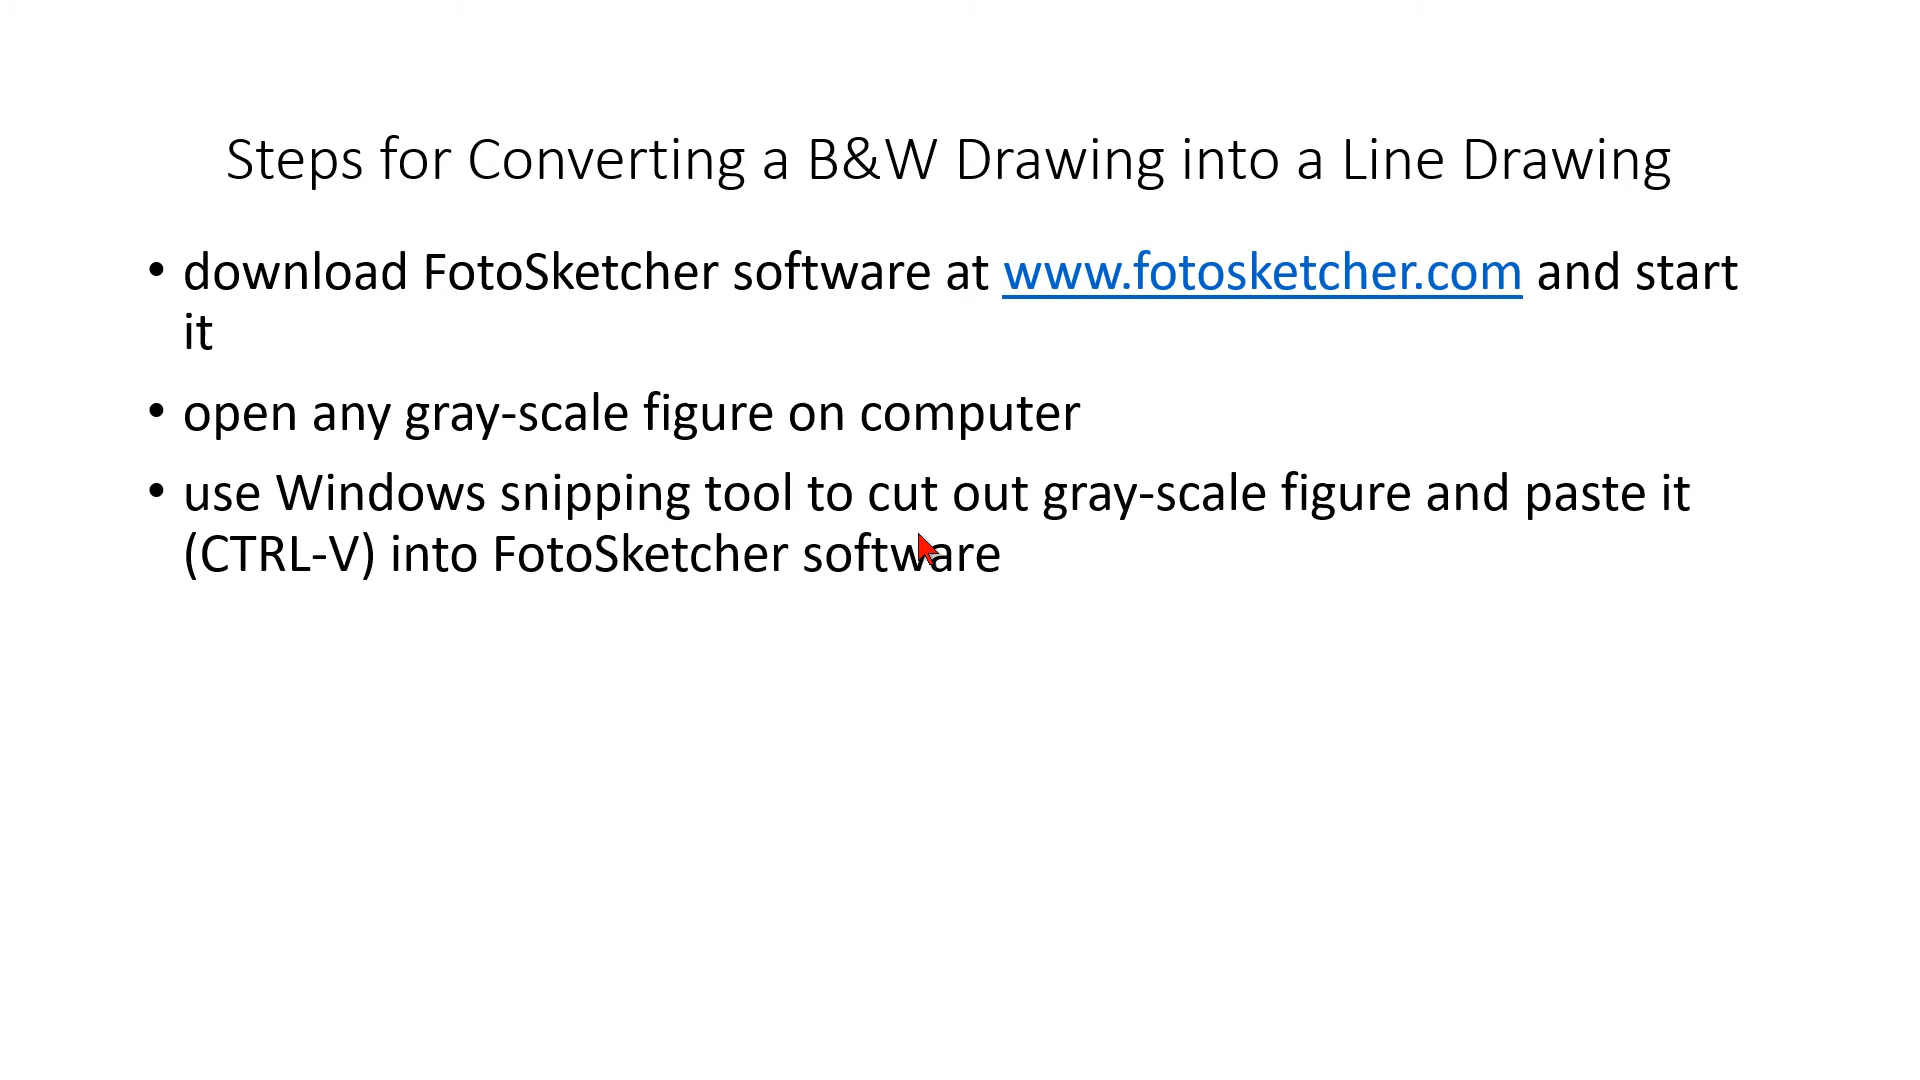 Steps for Converting a B&W Drawing into a Line Drawing
• download FotoSketcher software at www.fotosketcher.com and start
it
• open any gray-scale figure on computer
• use Windows snipping tool to cut out gray-scale figure and paste it
(CTRL-V) into FotoSketcher software